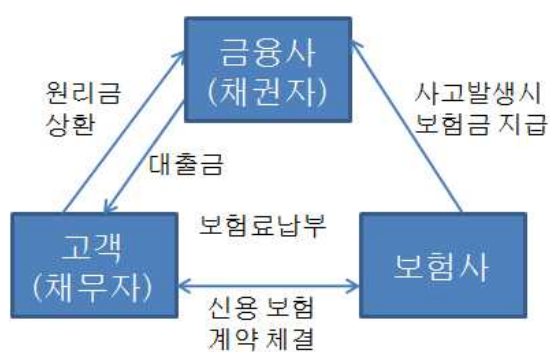 금융사
(채권자)
원리금
상환
사고발생시
보험금 지급
대출금
고객
(채무자)
보험료납부
보험사
신용 보험
계약 체결